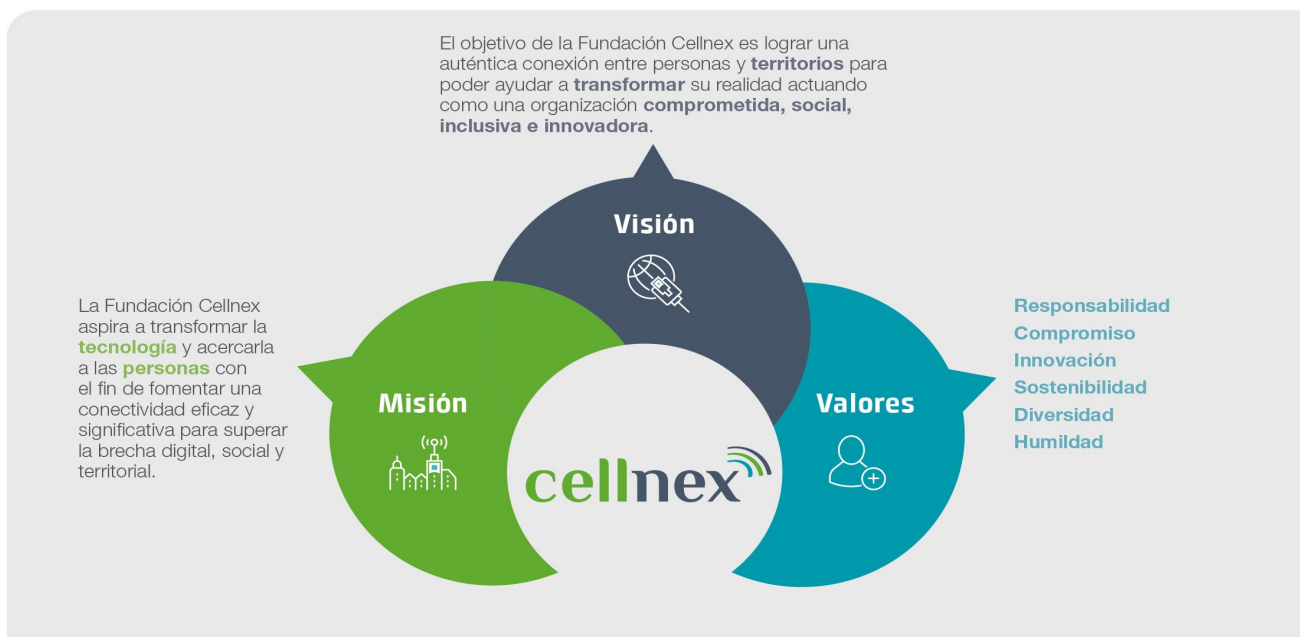 El objetivo de la Fundación Cellnex es lograr una
auténtica conexión entre personas y territorios para
poder ayudar a transformar su realidad actuando
como una organización comprometida, social,
inclusiva e innovadora.
Visión
La Fundación Cellnex
aspira a transformar la
tecnología y acercarla
a las personas con
el fin de fomentar una
conectividad eficaz y
significativa para superar
la brecha digital, social y
territorial.
Misión
cellnex
Valores
Responsabilidad
Compromiso
Innovación
Sostenibilidad
Diversidad
Humildad